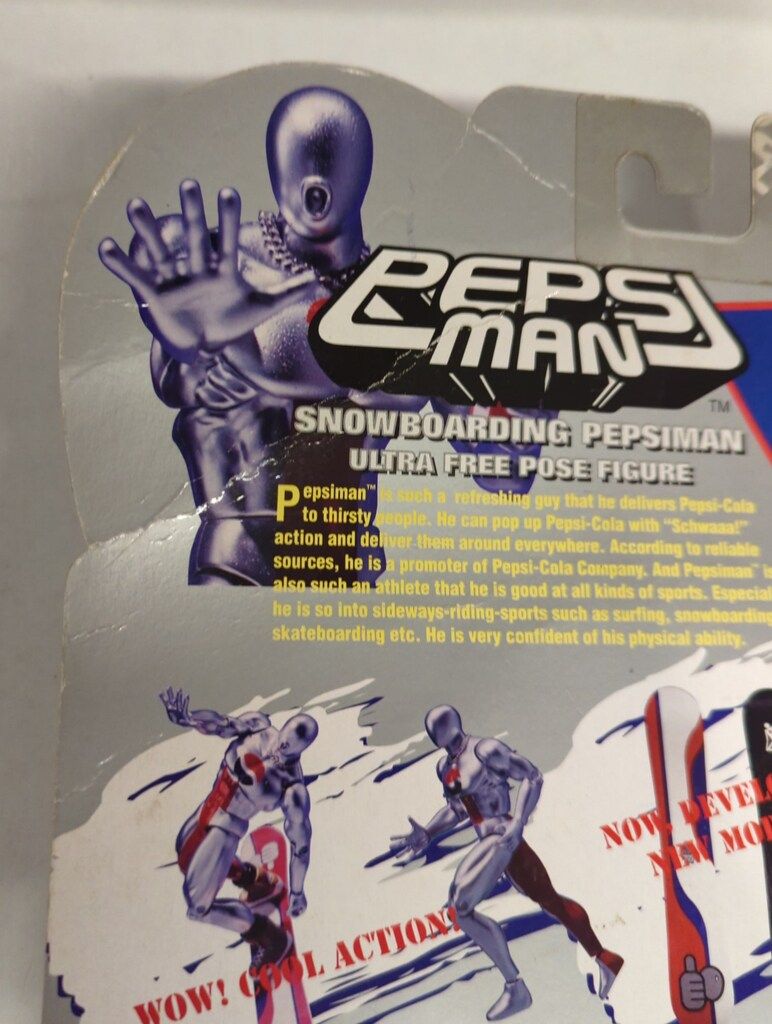 PEPSI
MAN
TM
SNOWBOARDING PEPSIMAN
ULTRA FREE POSE FIGURE
Pepsiman™ is such a refreshing guy that he delivers Pepsi-Cola
to thirsty people. He can pop up Pepsi-Cola with "Schwaaa!"
action and deliver them around everywhere. According to reliable
sources, he is a promoter of Pepsi-Cola Company. And Pepsiman™ is
also such an athlete that he is good at all kinds of sports. Especial
he is so into sideways-riding-sports such as surfing, snowboarding
skateboarding etc. He is very confident of his physical ability.
WOW! COOL ACTION!
NOW, DEVELO
NEW MO